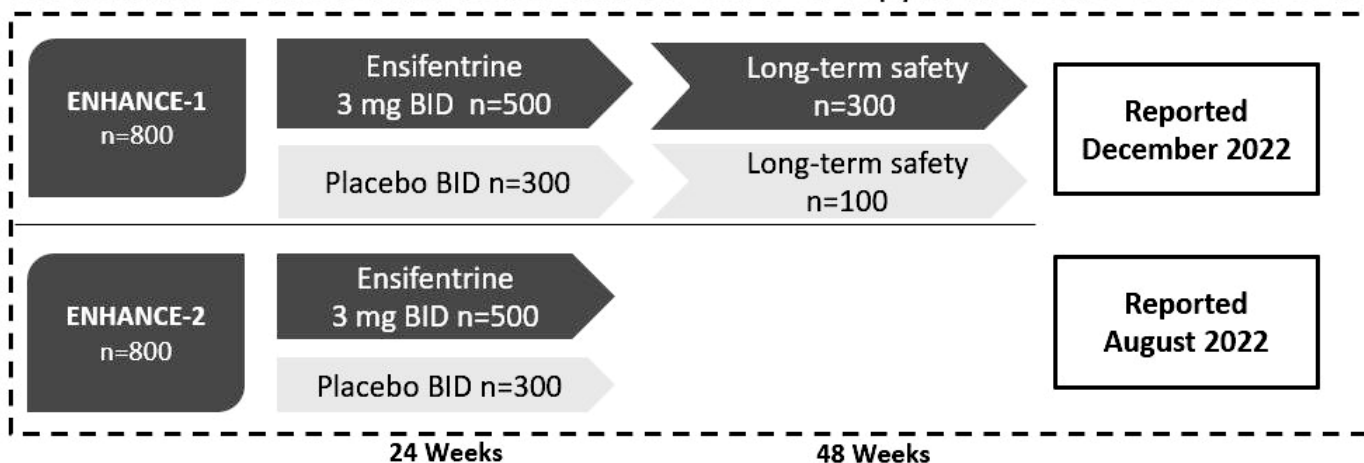 ENHANCE-1
n=800
Ensifentrine
3 mg BID n=500
Long-term safety
n=300
Placebo BID n=300
Long-term safety
n=100
Reported
December 2022
ENHANCE-2
n=800
Ensifentrine
3 mg BID n=500
Placebo BID n=300
Reported
August 2022
24 Weeks
48 Weeks